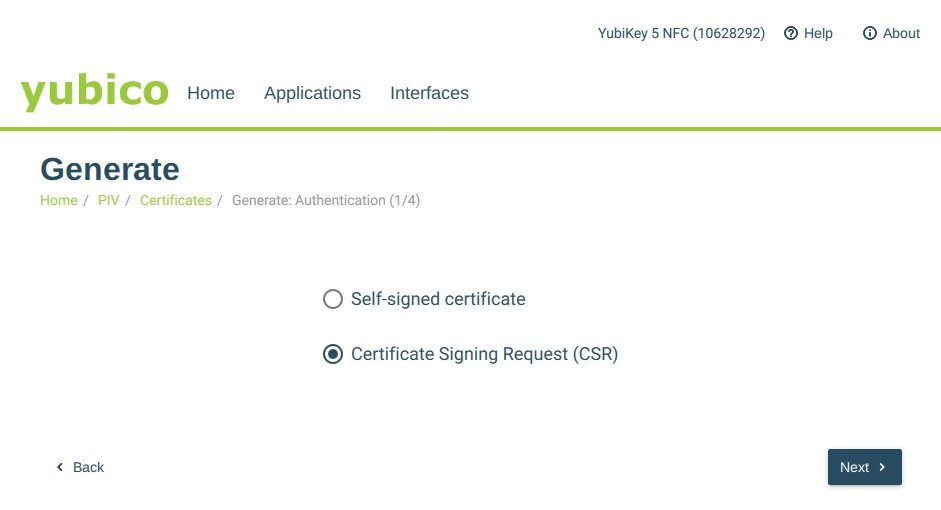 YubiKey 5 NFC (10628292) Help About
yubico Home Applications Interfaces
Generate
Home / PIV / Certificates / Generate: Authentication (1/4)
Self-signed certificate
Certificate Signing Request (CSR)
Back Next